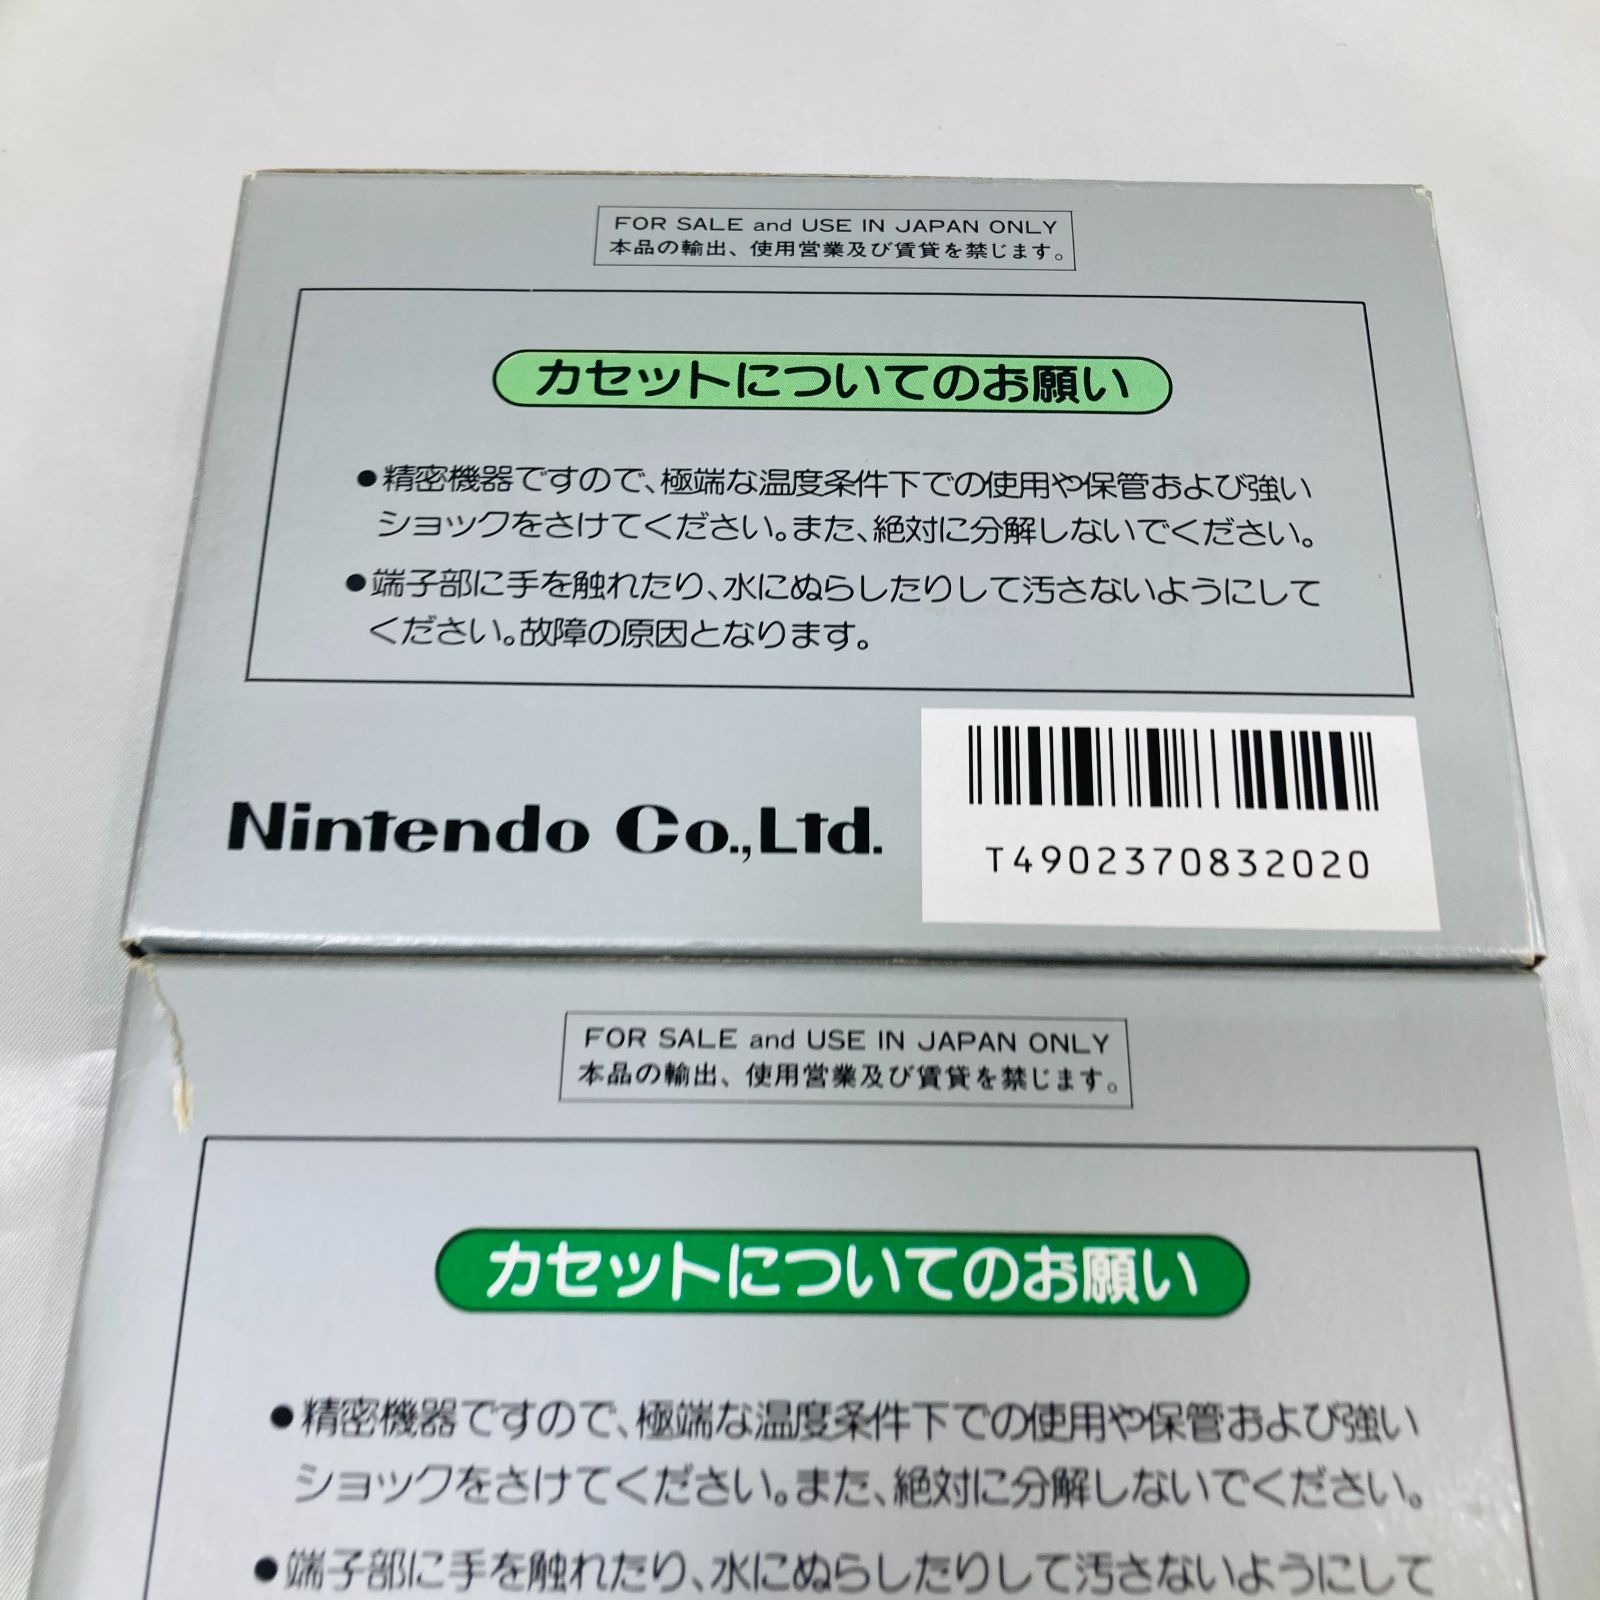 FOR SALE and USE IN JAPAN ONLY
本品の輸出、使用営業及び賃貸を禁じます。
カセットについてのお願い
●精密機器ですので、極端な温度条件下での使用や保管および強い
ショックをさけてください。また、絶対に分解しないでください。
●端子部に手を触れたり、水にぬらしたりして汚さないようにして
ください。故障の原因となります。
Nintendo Co.,Ltd.
T4902370832020
FOR SALE and USE IN JAPAN ONLY
本品の輸出、使用営業及び賃貸を禁じます。
カセットについてのお願い
●精密機器ですので、極端な温度条件下での使用や保管および強い
ショックをさけてください。また、絶対に分解しないでください。
●端子部に手を触れたり、水にぬらしたりして汚さないようにして